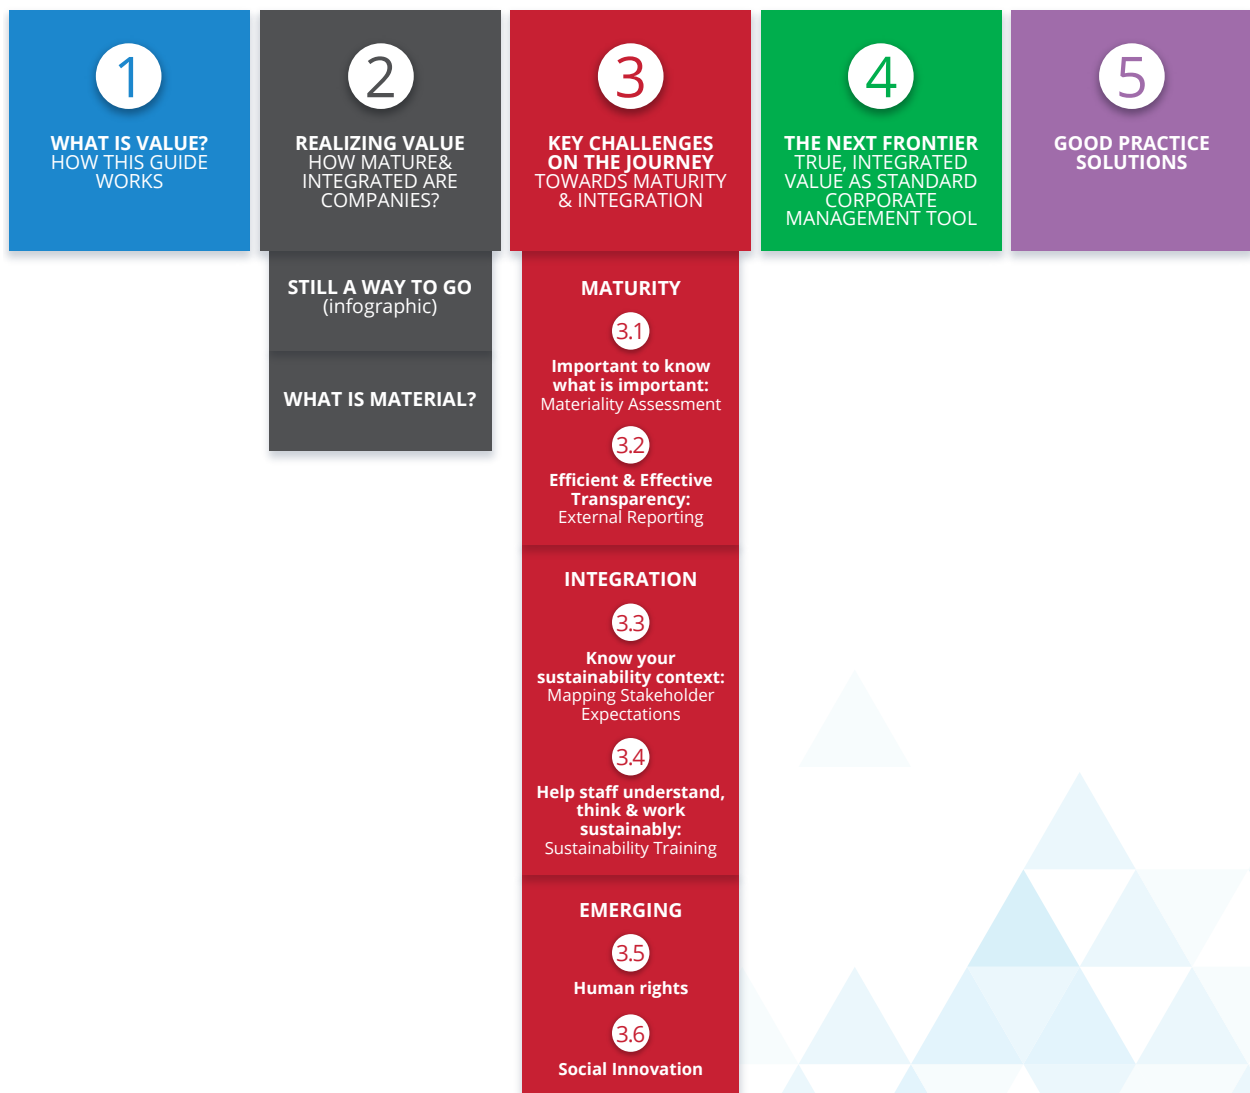 1
WHAT IS VALUE?
HOW THIS GUIDE
WORKS
2
REALIZING VALUE
HOW MATURE&
INTEGRATED ARE
COMPANIES?
STILL A WAY TO GO
(infographic)
WHAT IS MATERIAL?
3
KEY CHALLENGES
ON THE JOURNEY
TOWARDS MATURITY
& INTEGRATION
MATURITY
3.1
Important to know
what is important:
Materiality Assessment
3.2
Efficient & Effective
Transparency:
External Reporting
INTEGRATION
3.3
Know your
sustainability context:
Mapping Stakeholder
Expectations
3.4
Help staff understand,
think & work
sustainably:
Sustainability Training
EMERGING
3.5
Human rights
3.6
Social Innovation
4
THE NEXT FRONTIER
TRUE, INTEGRATED
VALUE AS STANDARD
CORPORATE
MANAGEMENT TOOL
5
GOOD PRACTICE
SOLUTIONS